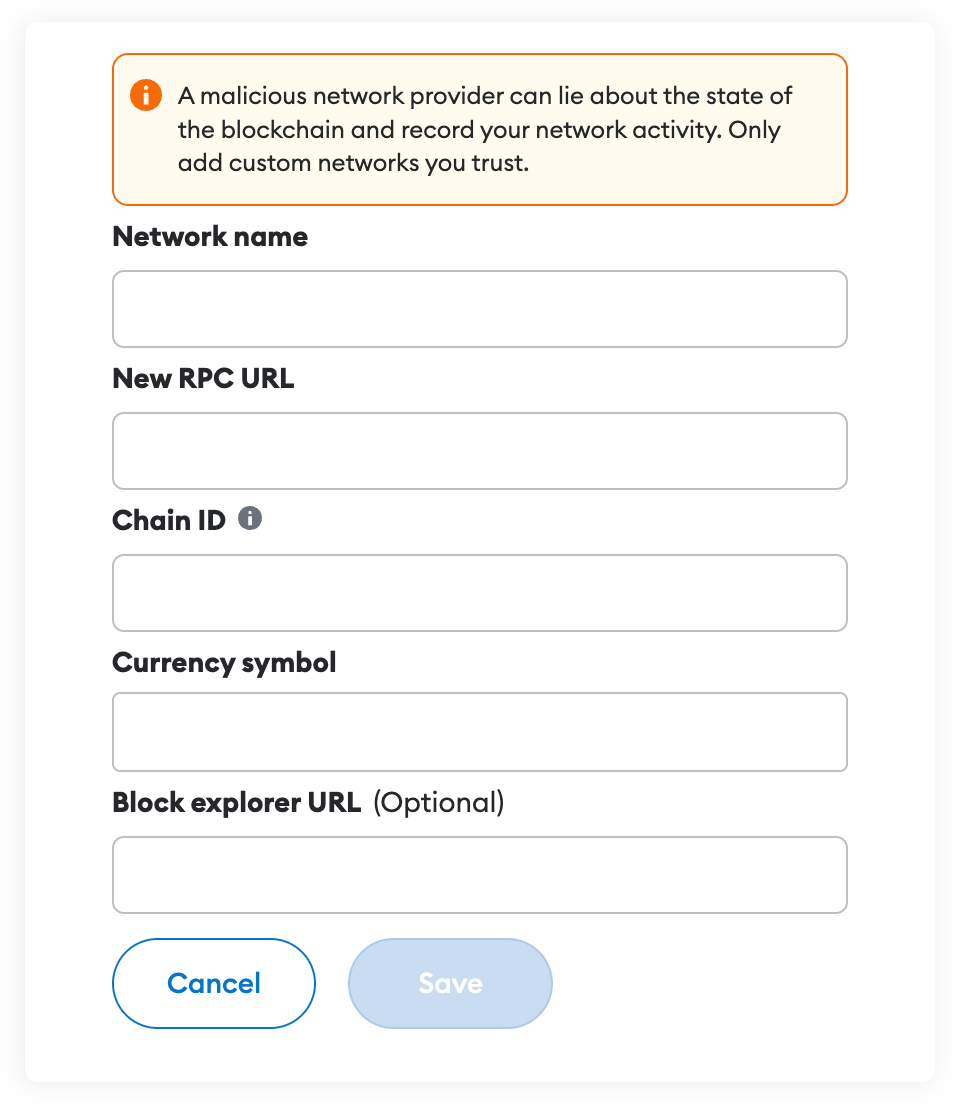 A malicious network provider can lie about the state of
the blockchain and record your network activity. Only
add custom networks you trust.
Network name
New RPC URL
Chain ID
Currency symbol
Block explorer URL (Optional)
Cancel Save